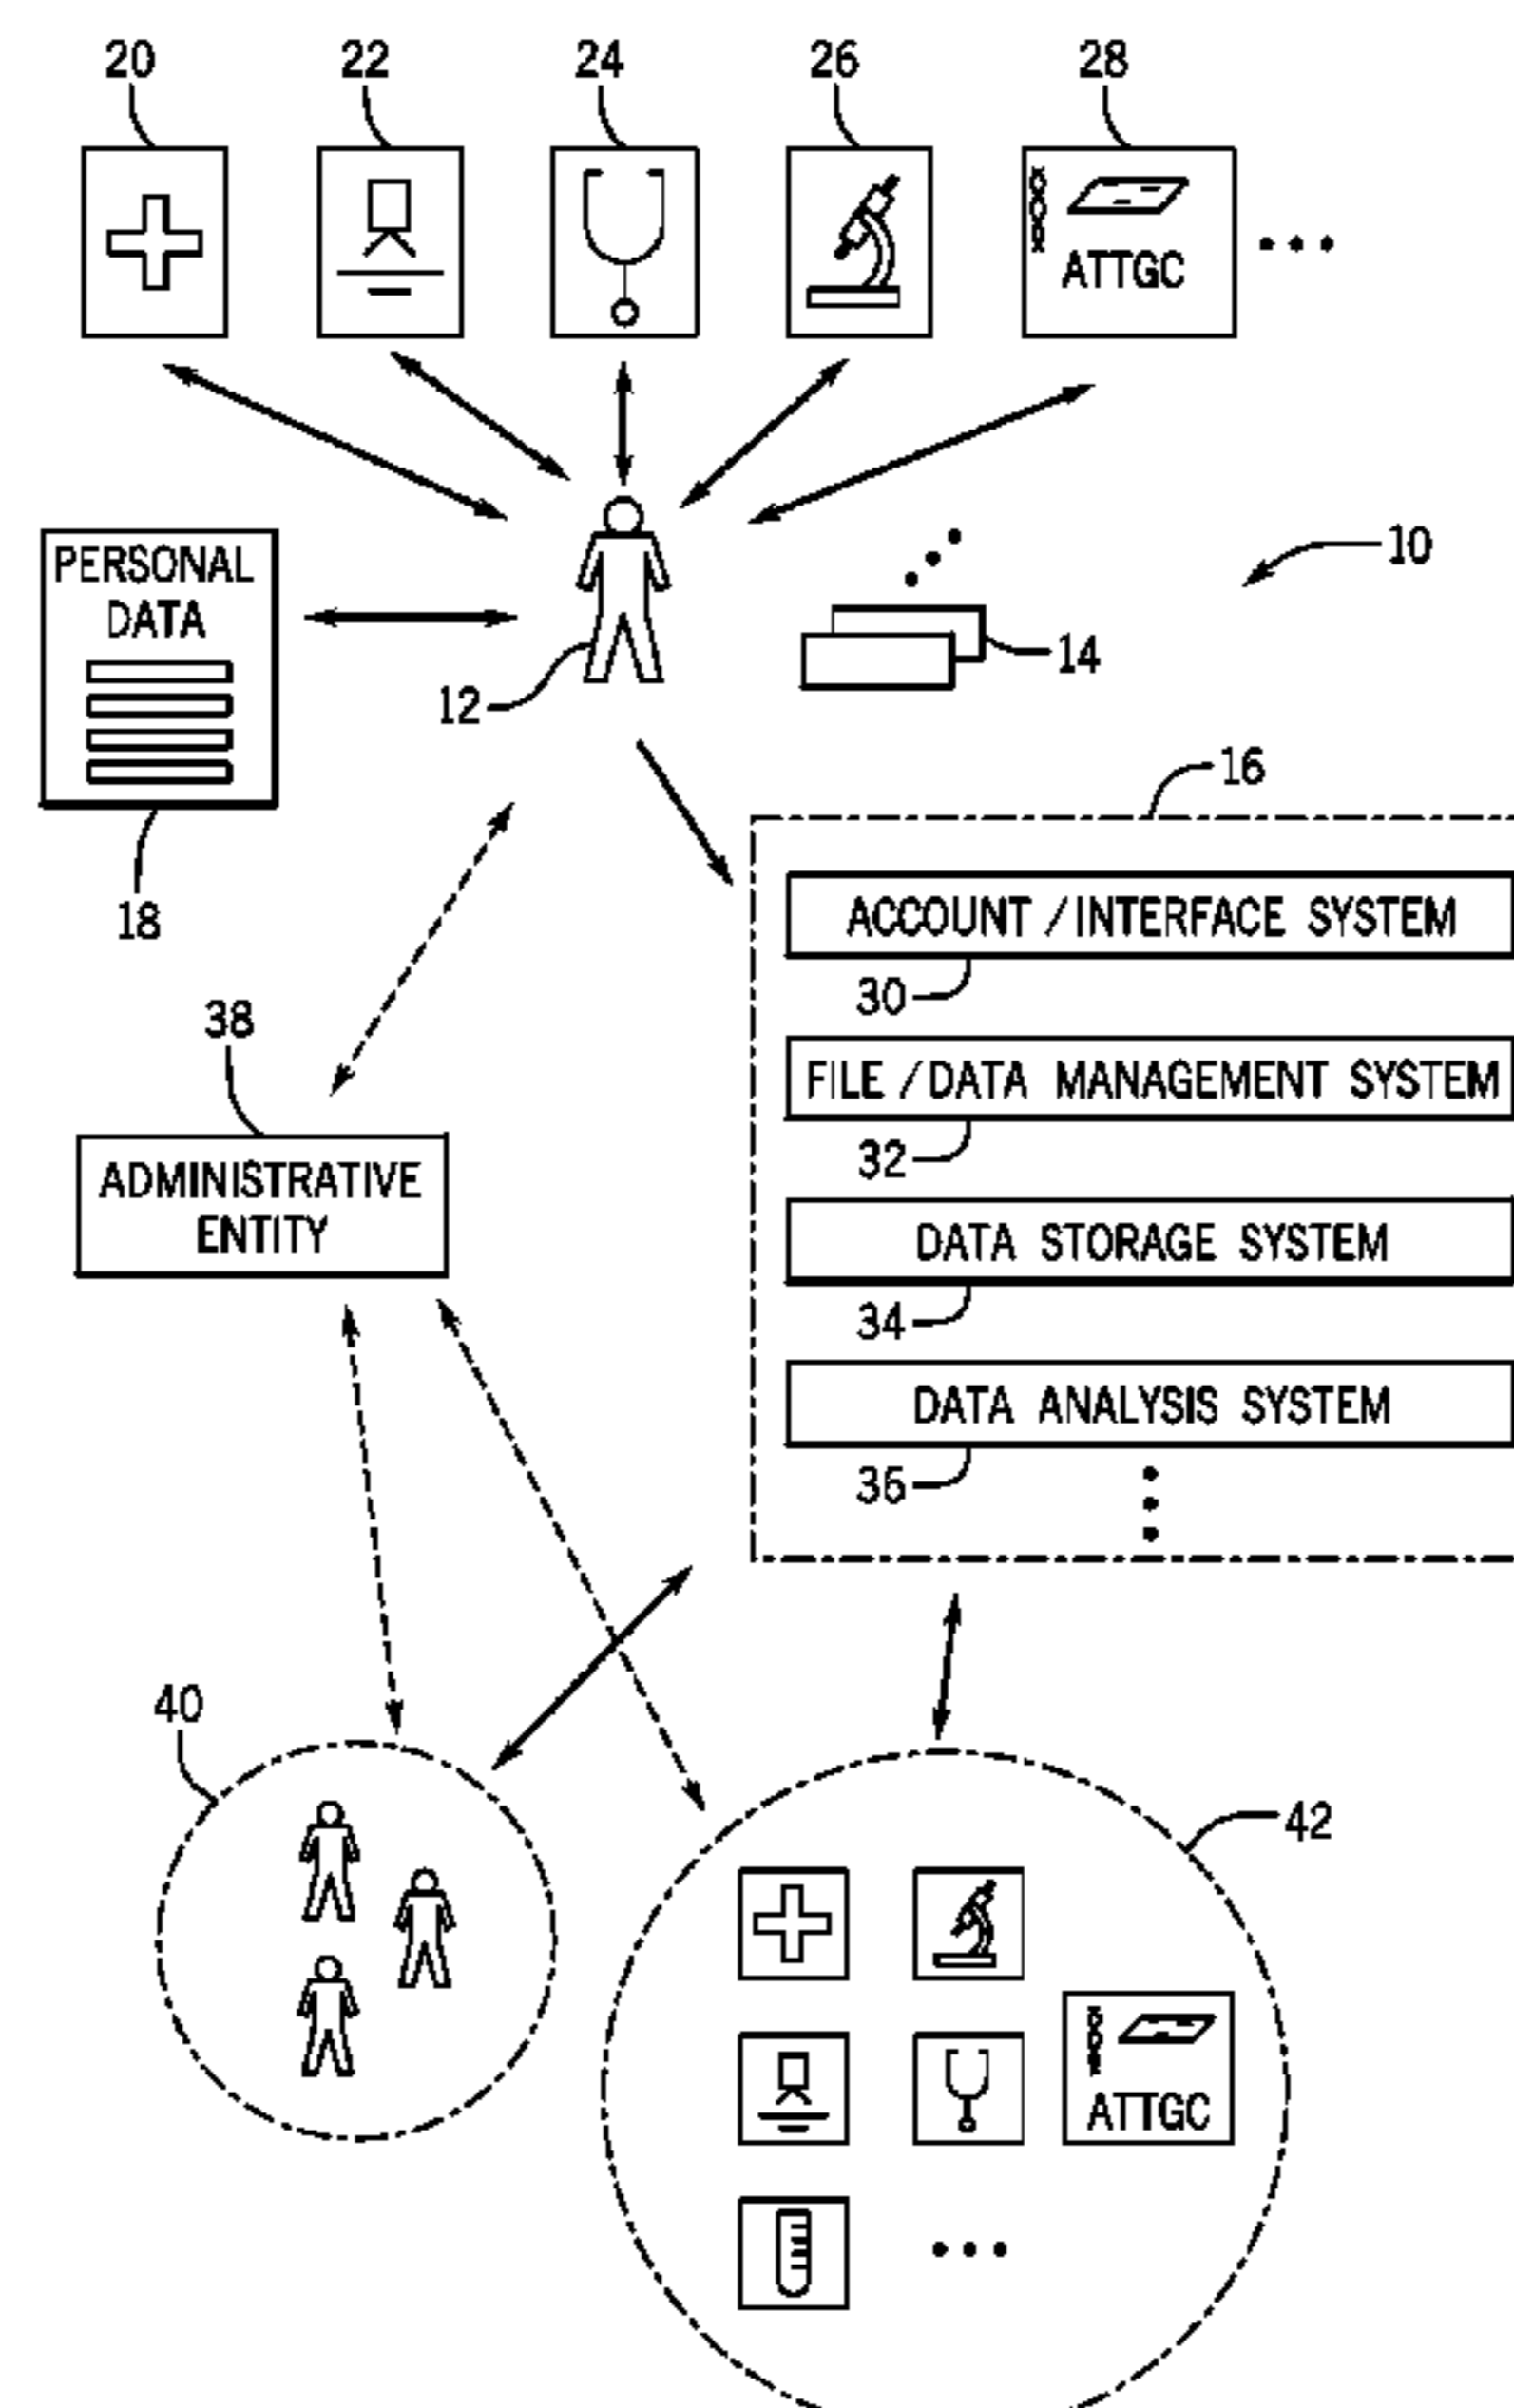 20 22 24 26 28
ATTGC
10
PERSONAL
DATA
14
12
16
18
ACCOUNT / INTERFACE SYSTEM
30
38
FILE / DATA MANAGEMENT SYSTEM
32
ADMINISTRATIVE
ENTITY
DATA STORAGE SYSTEM
34
DATA ANALYSIS SYSTEM
36
40
42
ATTGC